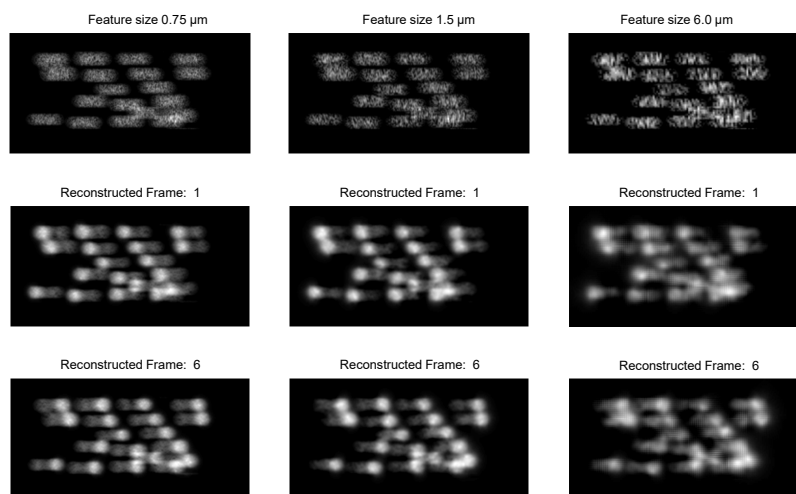 Feature size 0.75 μm
Feature size 1.5 μm
Feature size 6.0 μm
Reconstructed Frame:  1
Reconstructed Frame:  1
Reconstructed Frame:  1
Reconstructed Frame:  6
Reconstructed Frame:  6
Reconstructed Frame:  6